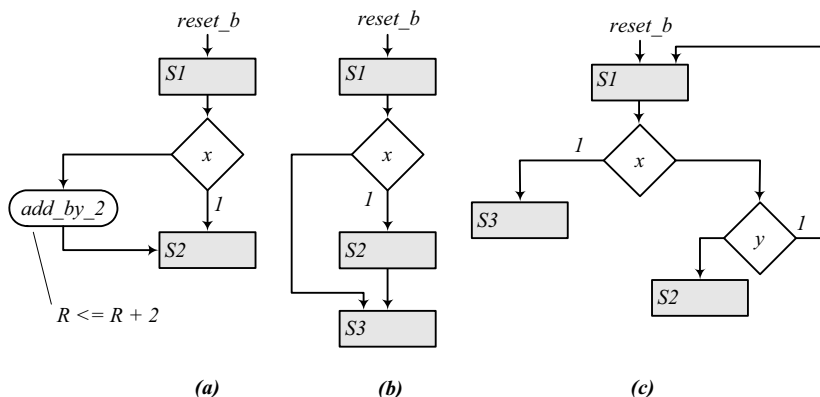 reset_b
S1
x
1
add_by_2
S2
R <= R + 2
(a)
reset_b
S1
x
1
S2
S3
(b)
reset_b
S1
1
x
S3
y
1
S2
(c)